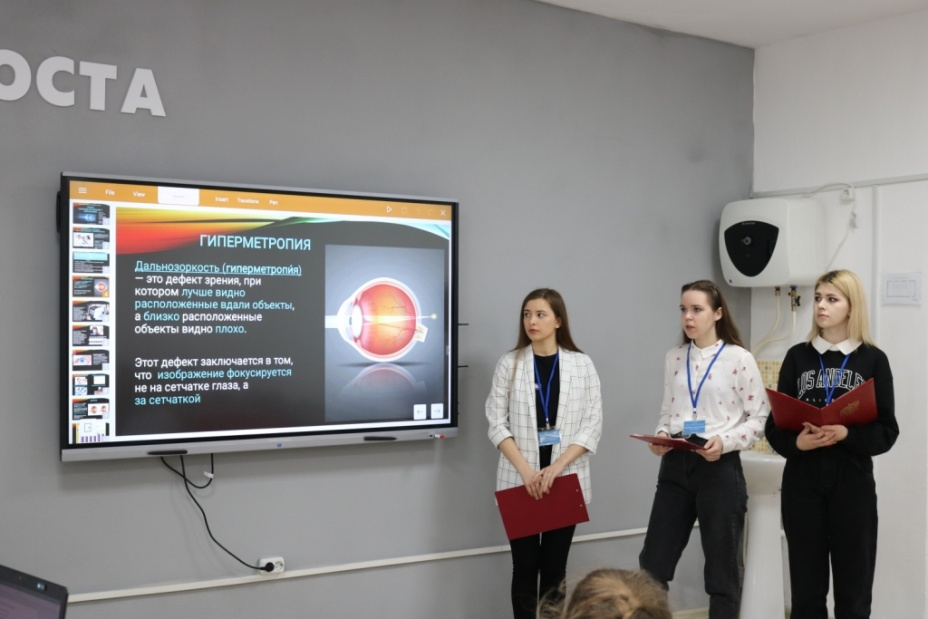 ОСТА
File View
Insert Transitions Pen
ГИПЕРМЕТРОПИЯ
Дальнозоркость (гиперметропи́я)
— это дефект зрения, при
котором лучше видно
расположенные вдали объекты,
а близко расположенные
объекты видно плохо.
Этот дефект заключается в том,
что изображение фокусируется
не на сетчатке глаза, а
за сетчаткой
LOS ANGELES